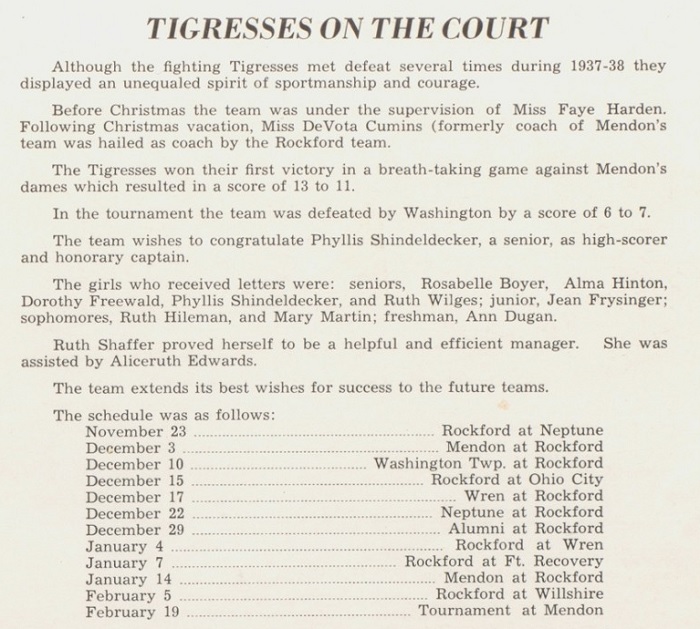 TIGRESSES ON THE COURT
Although the fighting Tigresses met defeat several times during 1937-38 they
displayed an unequaled spirit of sportmanship and courage.
Before Christmas the team was under the supervision of Miss Faye Harden.
Following Christmas vacation, Miss DeVota Cumins (formerly coach of Mendon's
team was hailed as coach by the Rockford team.
The Tigresses won their first victory in a breath-taking game against Mendon's
dames which resulted in a score of 13 to 11.
In the tournament the team was defeated by Washington by a score of 6 to 7.
The team wishes to congratulate Phyllis Shindeldecker, a senior, as high-scorer
and honorary captain.
The girls who received letters were: seniors, Rosabelle Boyer, Alma Hinton,
Dorothy Freewald, Phyllis Shindeldecker, and Ruth Wilges; junior, Jean Frysinger;
sophomores, Ruth Hileman, and Mary Martin; freshman, Ann Dugan.
Ruth Shaffer proved herself to be a helpful and efficient manager. She was
assisted by Aliceruth Edwards.
The team extends its best wishes for success to the future teams.
The schedule was as follows:
November 23 ........ Rockford at Neptune
December 3 ........ Mendon at Rockford
December 10 ........ Washington Twp. at Rockford
December 15 ........ Rockford at Ohio City
December 17 ........ Wren at Rockford
December 22 ........ Neptune at Rockford
December 29 ........ Alumni at Rockford
January 4 ........ Rockford at Wren
January 7 ........ Rockford at Ft. Recovery
January 14 ........ Mendon at Rockford
February 5 ........ Rockford at Willshire
February 19 ........ Tournament at Mendon